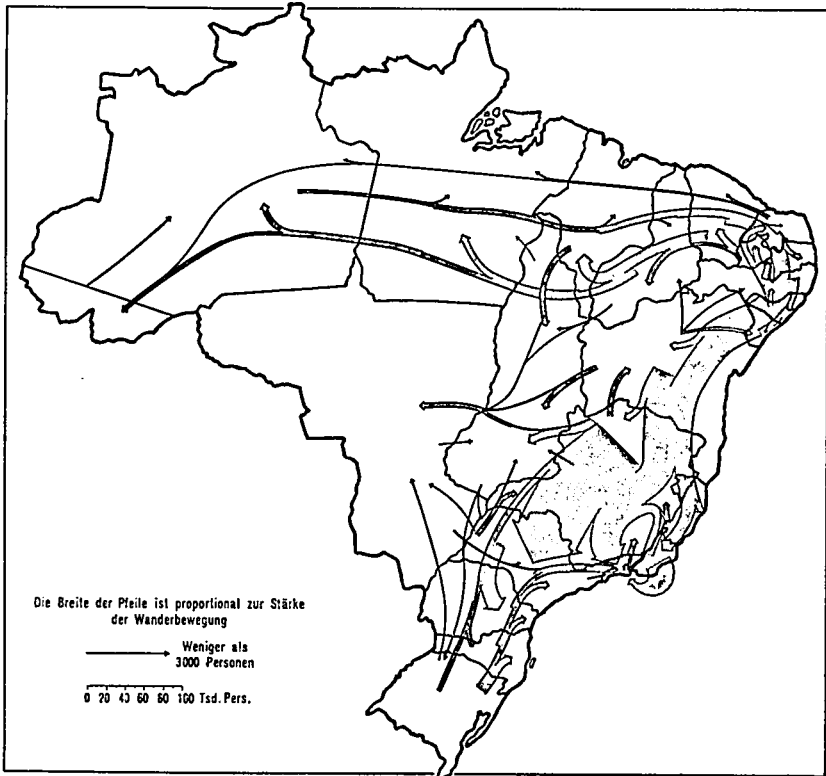 Die Breite der Pfeile ist proportional zur Stärke
der Wanderbewegung
Weniger als
3000 Personen
0 20 40 60 80 100 Tsd. Pers.